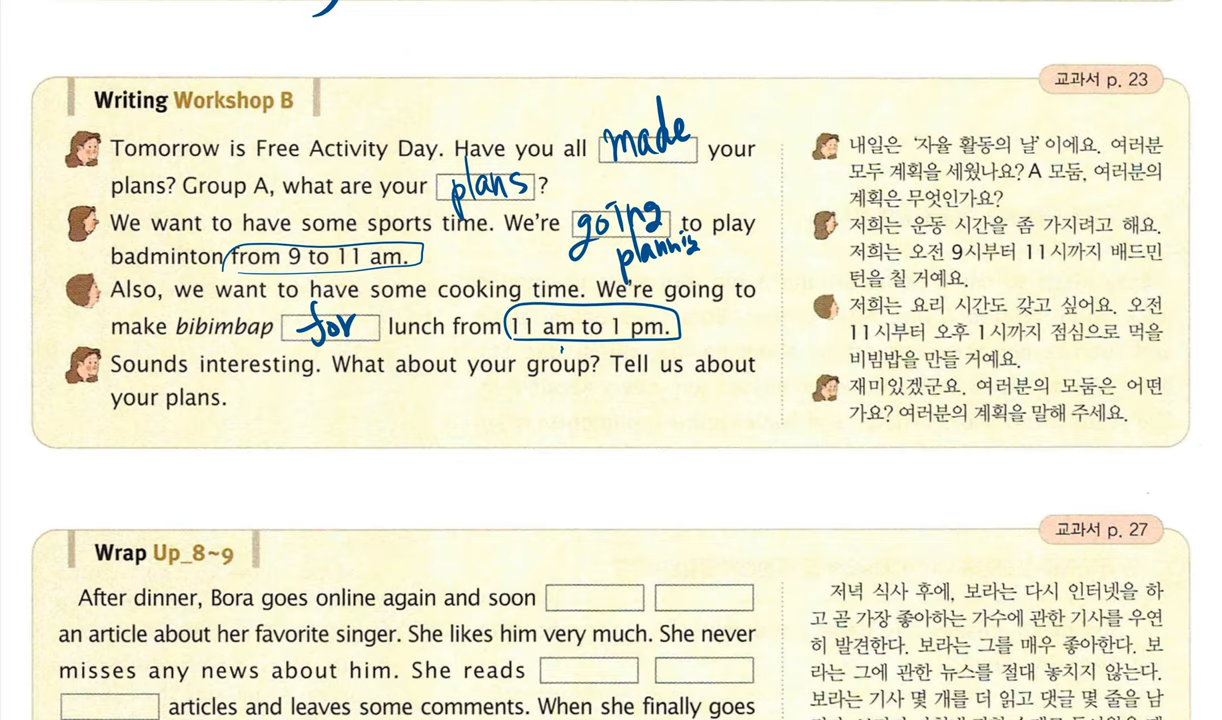 교과서 p. 23
Writing Workshop B
Tomorrow is Free Activity Day. Have you all made your
plans? Group A, what are your plans ?
We want to have some sports time. We're going to play
planning
badminton from 9 to 11 am.
Also, we want to have some cooking time. We're going to
make bibimbap for lunch from 11 am to 1 pm.
Sounds interesting. What about your group? Tell us about
your plans.
내일은 '자율 활동의 날'이에요. 여러분
모두 계획을 세웠나요? A 모둠, 여러분의
계획은 무엇인가요?
저희는 운동 시간을 좀 가지려고 해요.
저희는 오전 9시부터 11시까지 배드민
턴을 칠 거예요.
저희는 요리 시간도 갖고 싶어요. 오전
11시부터 오후 1시까지 점심으로 먹을
비빔밥을 만들 거예요.
재미있겠군요. 여러분의 모둠은 어떤
가요? 여러분의 계획을 말해 주세요.
교과서 p. 27
Wrap Up_8~9
After dinner, Bora goes online again and soon
an article about her favorite singer. She likes him very much. She never
misses any news about him. She reads
articles and leaves some comments. When she finally goes
저녁 식사 후에, 보라는 다시 인터넷을 하
고 곧 가장 좋아하는 가수에 관한 기사를 우연
히 발견한다. 보라는 그를 매우 좋아한다. 보
라는 그에 관한 뉴스를 절대 놓치지 않는다.
보라는 기사 몇 개를 더 읽고 댓글 몇 줄을 남